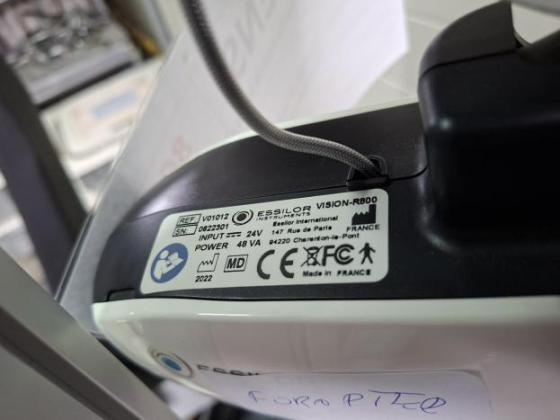 REF V01012
SN 0622301
INPUT 24V
POWER 48 VA
ESSILOR
INSTRUMENTS
VISION-R800
Essilor International
147 Rue de Paris
94220 Charenton-le-Pont
FRANCE
2022
MD
CE
FC
Made in FRANCE